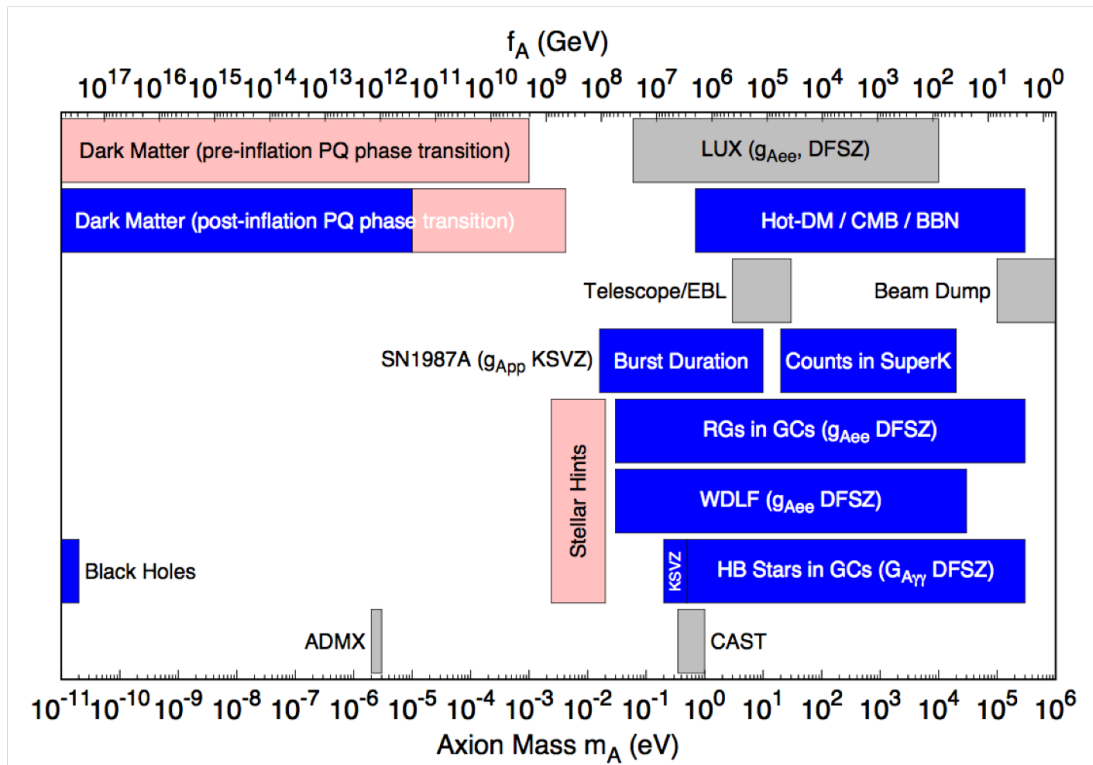 f_A (GeV)
10^17 10^16 10^15 10^14 10^13 10^12 10^11 10^10 10^9 10^8 10^7 10^6 10^5 10^4 10^3 10^2 10^1 10^0
Dark Matter (pre-inflation PQ phase transition)
LUX (g_Aee, DFSZ)
Dark Matter (post-inflation PQ phase transition)
Hot-DM / CMB / BBN
Telescope/EBL
Beam Dump
SN1987A (g_App KSVZ)
Burst Duration
Counts in SuperK
RGs in GCs (g_Aee DFSZ)
Stellar Hints
WDLF (g_Aee DFSZ)
Black Holes
KSVZ
HB Stars in GCs (G_Aγγ DFSZ)
ADMX
CAST
10^-11 10^-10 10^-9 10^-8 10^-7 10^-6 10^-5 10^-4 10^-3 10^-2 10^-1 10^0 10^1 10^2 10^3 10^4 10^5 10^6
Axion Mass m_A (eV)